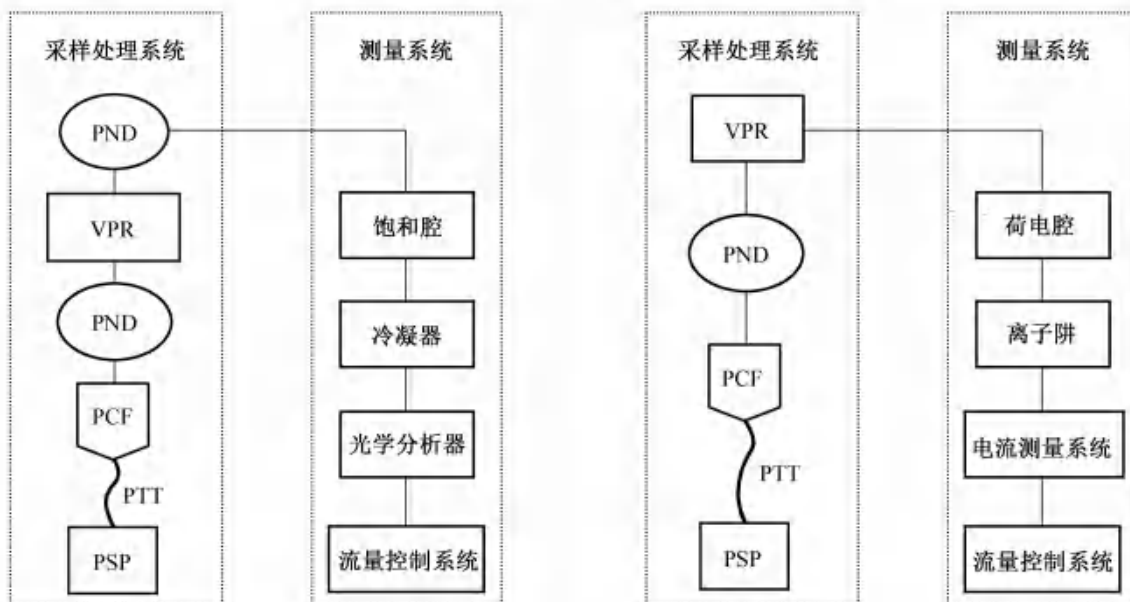 采样处理系统
PND
VPR
PND
PCF
PTT
PSP
测量系统
饱和腔
冷凝器
光学分析器
流量控制系统
采样处理系统
VPR
PND
PCF
PTT
PSP
测量系统
荷电腔
离子阱
电流测量系统
流量控制系统